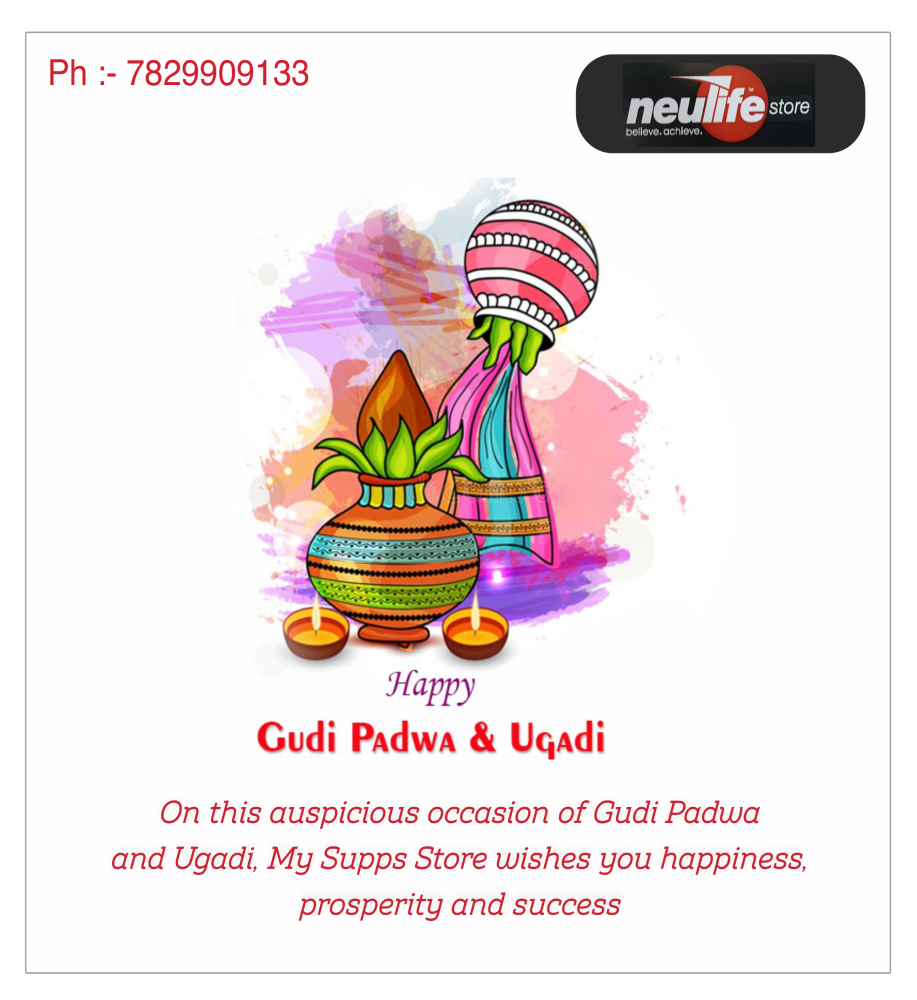 Ph :- 7829909133
neulife store
believe. achieve.
Happy
Gudi Padwa & Ugadi
On this auspicious occasion of Gudi Padwa
and Ugadi, My Supps Store wishes you happiness,
prosperity and success